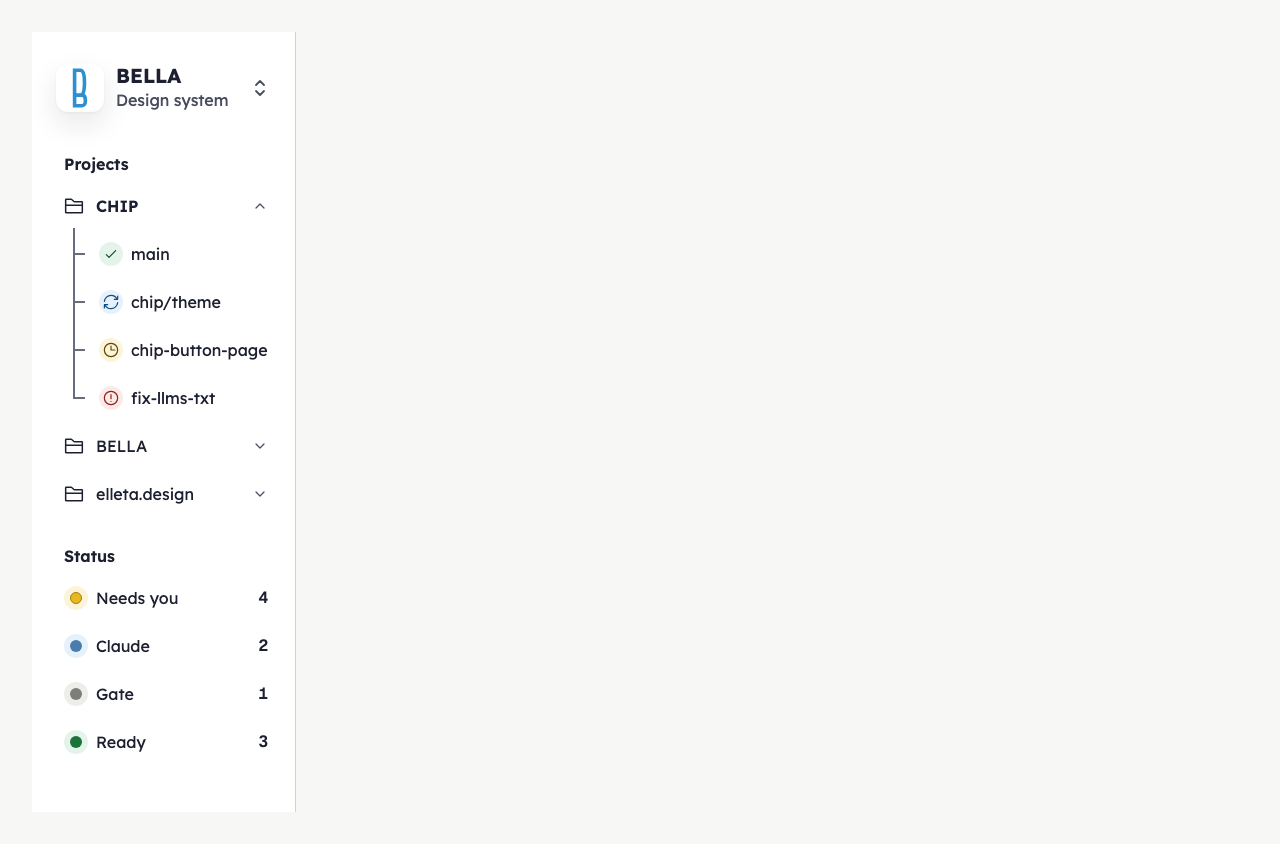 BELLA
Design system
Projects
CHIP
main
chip/theme
chip-button-page
fix-llms-txt
BELLA
elleta.design
Status
Needs you 4
Claude 2
Gate 1
Ready 3